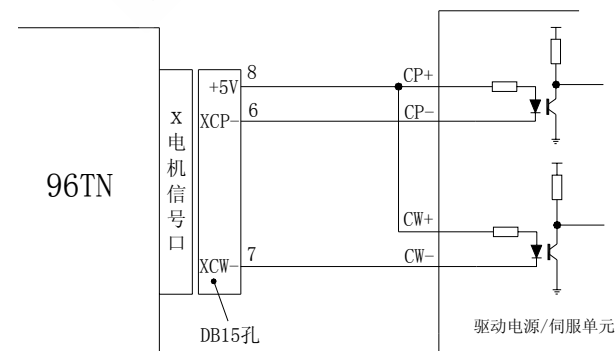 96TN
X电机信号口
+5V
8
CP+
XCP-
6
CP-
CW+
XCW-
7
CW-
DB15孔
驱动电源/伺服单元